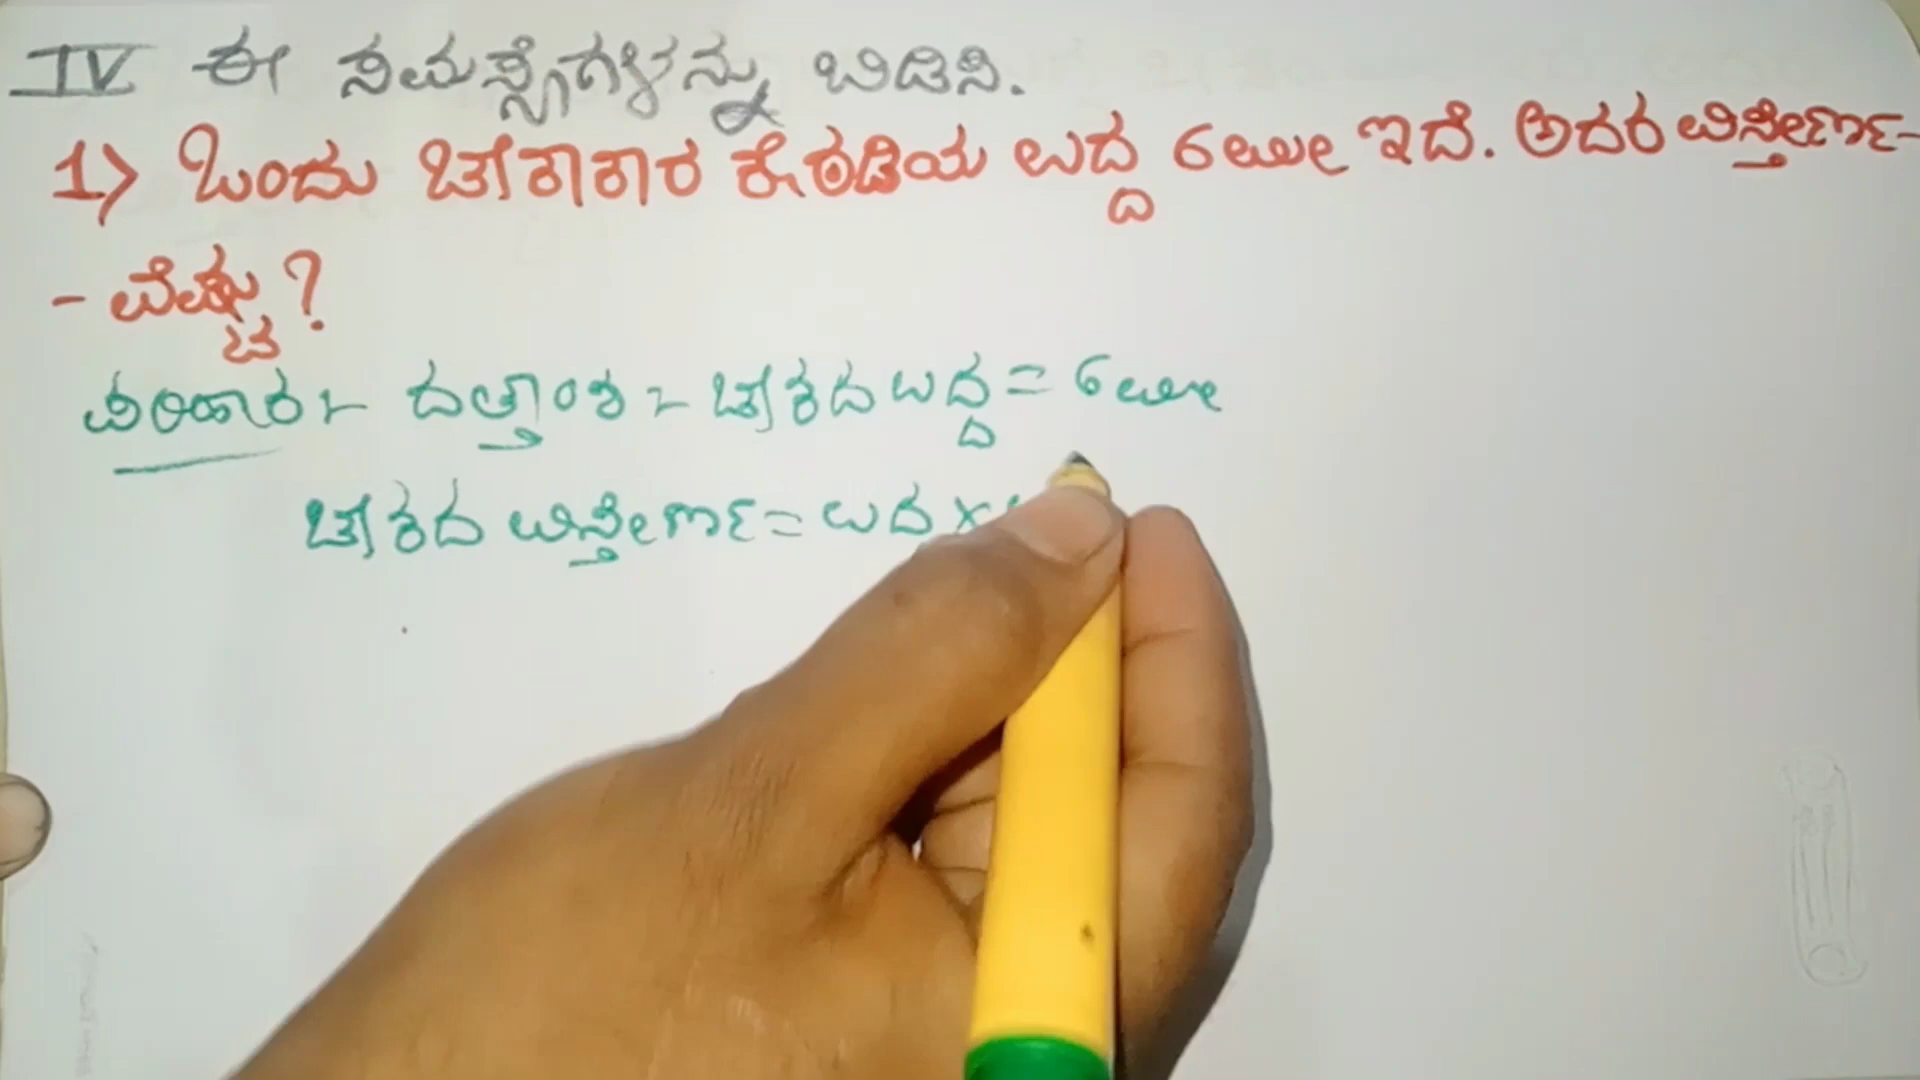 IV ಈ ಸಮಸ್ಸೆಗಳನ್ನು ಬಿಡಿಸಿ.
1) ಒಂದು ಚೌಕಾಕಾರ ಕೊಠಡಿಯ ಉದ್ದ 6ಮೀ ಇದೆ. ಅದರ ವಿಸ್ತೀರ್ಣ-
- ವೆಷ್ಟು?
ಪರಿಹಾರ:- ದತ್ತಾಂಶ :- ಚೌಕದ ಉದ್ದ = 6ಮೀ
ಚೌಕದ ವಿಸ್ತೀರ್ಣ = ಉದ ×